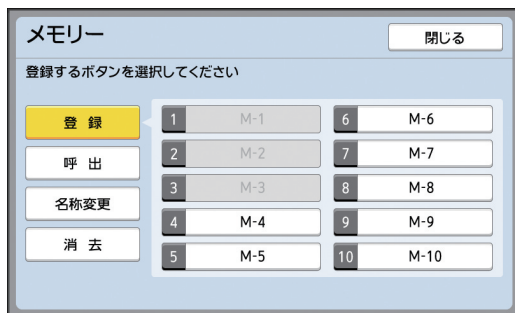 メモリー
閉じる
登録するボタンを選択してください
登 録
呼 出
名称変更
消 去
1 M-1
2 M-2
3 M-3
4 M-4
5 M-5
6 M-6
7 M-7
8 M-8
9 M-9
10 M-10